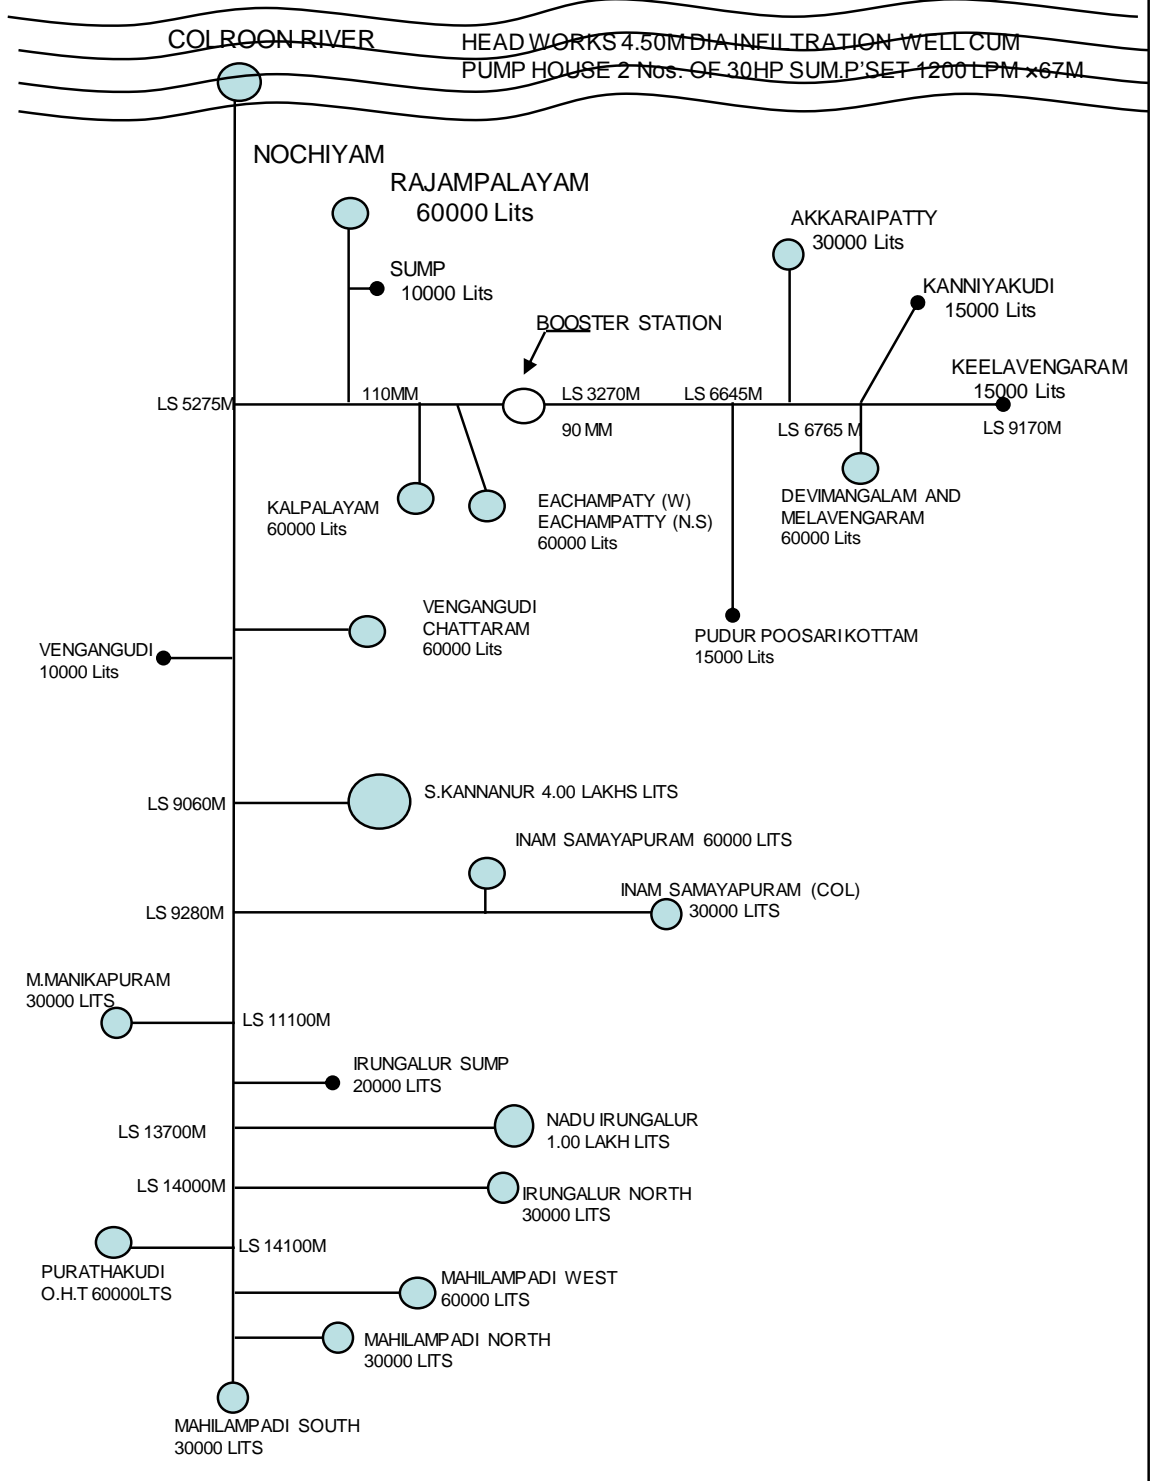 COLROON RIVER
HEAD WORKS 4.50M DIA INFILTRATION WELL CUM
PUMP HOUSE 2 Nos. OF 30HP SUM.P'SET 1200 LPM ×67M
NOCHIYAM
RAJAMPALAYAM
60000 Lits
AKKARAIPATTY
30000 Lits
SUMP
10000 Lits
KANNIYAKUDI
15000 Lits
BOOSTER STATION
KEELAVENGARAM
15000 Lits
LS 5275M
110MM
LS 3270M
LS 6645M
90 MM
LS 6765 M
LS 9170M
KALPALAYAM
60000 Lits
EACHAMPATY (W)
EACHAMPATTY (N.S)
60000 Lits
DEVIMANGALAM AND
MELAVENGARAM
60000 Lits
VENGANGUDI
CHATTARAM
60000 Lits
PUDUR POOSARIKOTTAM
15000 Lits
VENGANGUDI
10000 Lits
LS 9060M
S.KANNANUR 4.00 LAKHS LITS
INAM SAMAYAPURAM 60000 LITS
INAM SAMAYAPURAM (COL)
30000 LITS
LS 9280M
M.MANIKAPURAM
30000 LITS
LS 11100M
IRUNGALUR SUMP
20000 LITS
LS 13700M
NADU IRUNGALUR
1.00 LAKH LITS
LS 14000M
IRUNGALUR NORTH
30000 LITS
LS 14100M
PURATHAKUDI
O.H.T 60000LTS
MAHILAMPADI WEST
60000 LITS
MAHILAMPADI NORTH
30000 LITS
MAHILAMPADI SOUTH
30000 LITS